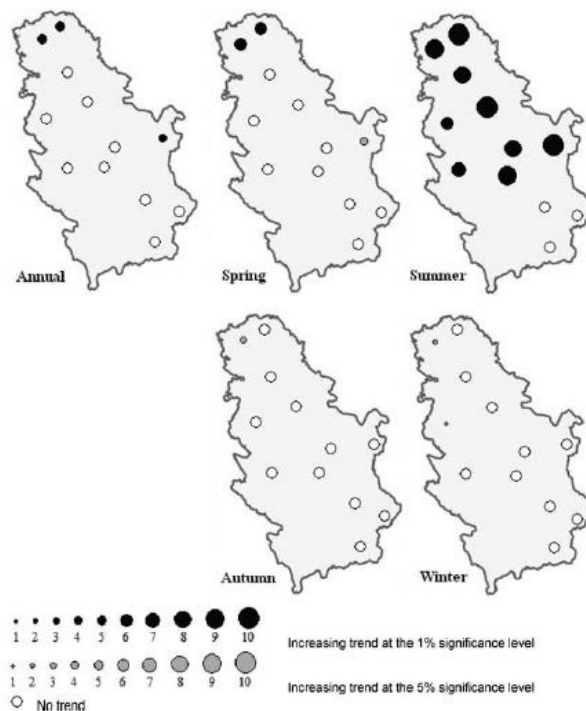 Annual
Spring
Summer
Autumn
Winter
1 2 3 4 5 6 7 8 9 10
Increasing trend at the 1% significance level
1 2 3 4 5 6 7 8 9 10
Increasing trend at the 5% significance level
No trend